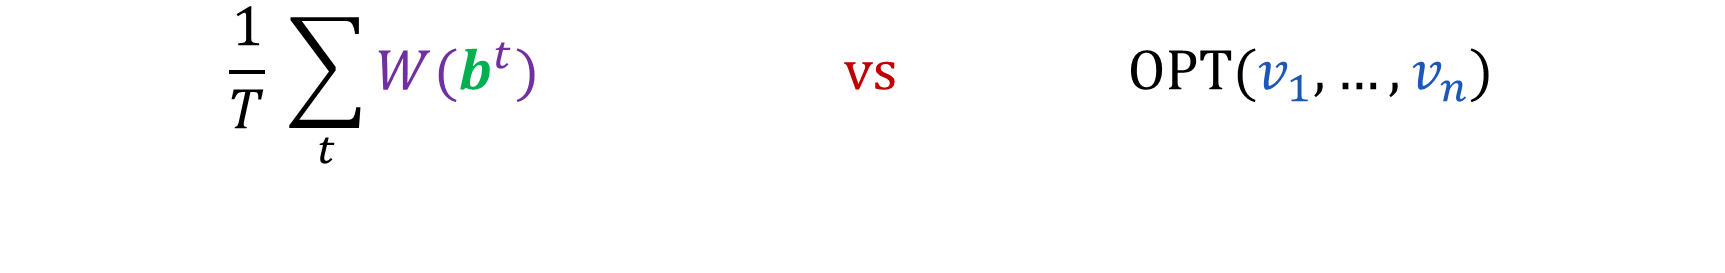 1/T ∑_t W(b^t) vs OPT(v_1, … , v_n)